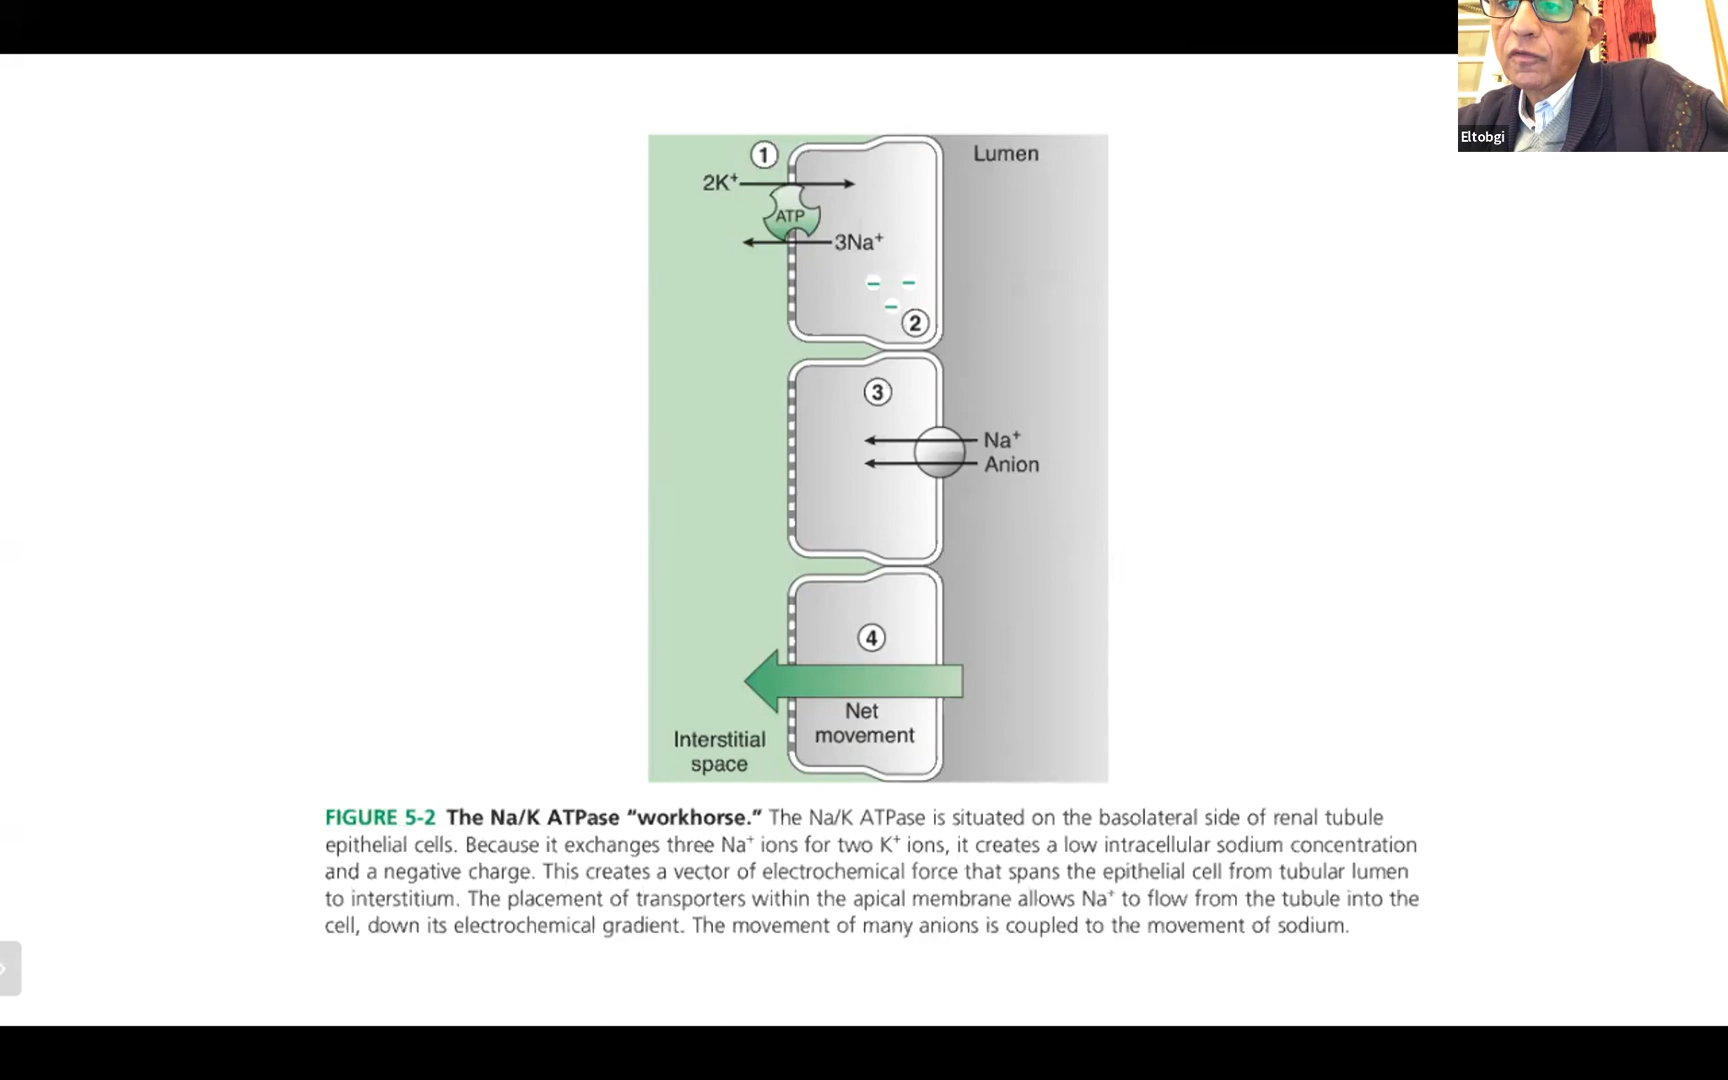 Eltobgi
1
Lumen
2K⁺
ATP
3Na⁺
2
3
Na⁺
Anion
4
Net
movement
Interstitial
space
FIGURE 5-2 The Na/K ATPase “workhorse.” The Na/K ATPase is situated on the basolateral side of renal tubule
epithelial cells. Because it exchanges three Na⁺ ions for two K⁺ ions, it creates a low intracellular sodium concentration
and a negative charge. This creates a vector of electrochemical force that spans the epithelial cell from tubular lumen
to interstitium. The placement of transporters within the apical membrane allows Na⁺ to flow from the tubule into the
cell, down its electrochemical gradient. The movement of many anions is coupled to the movement of sodium.